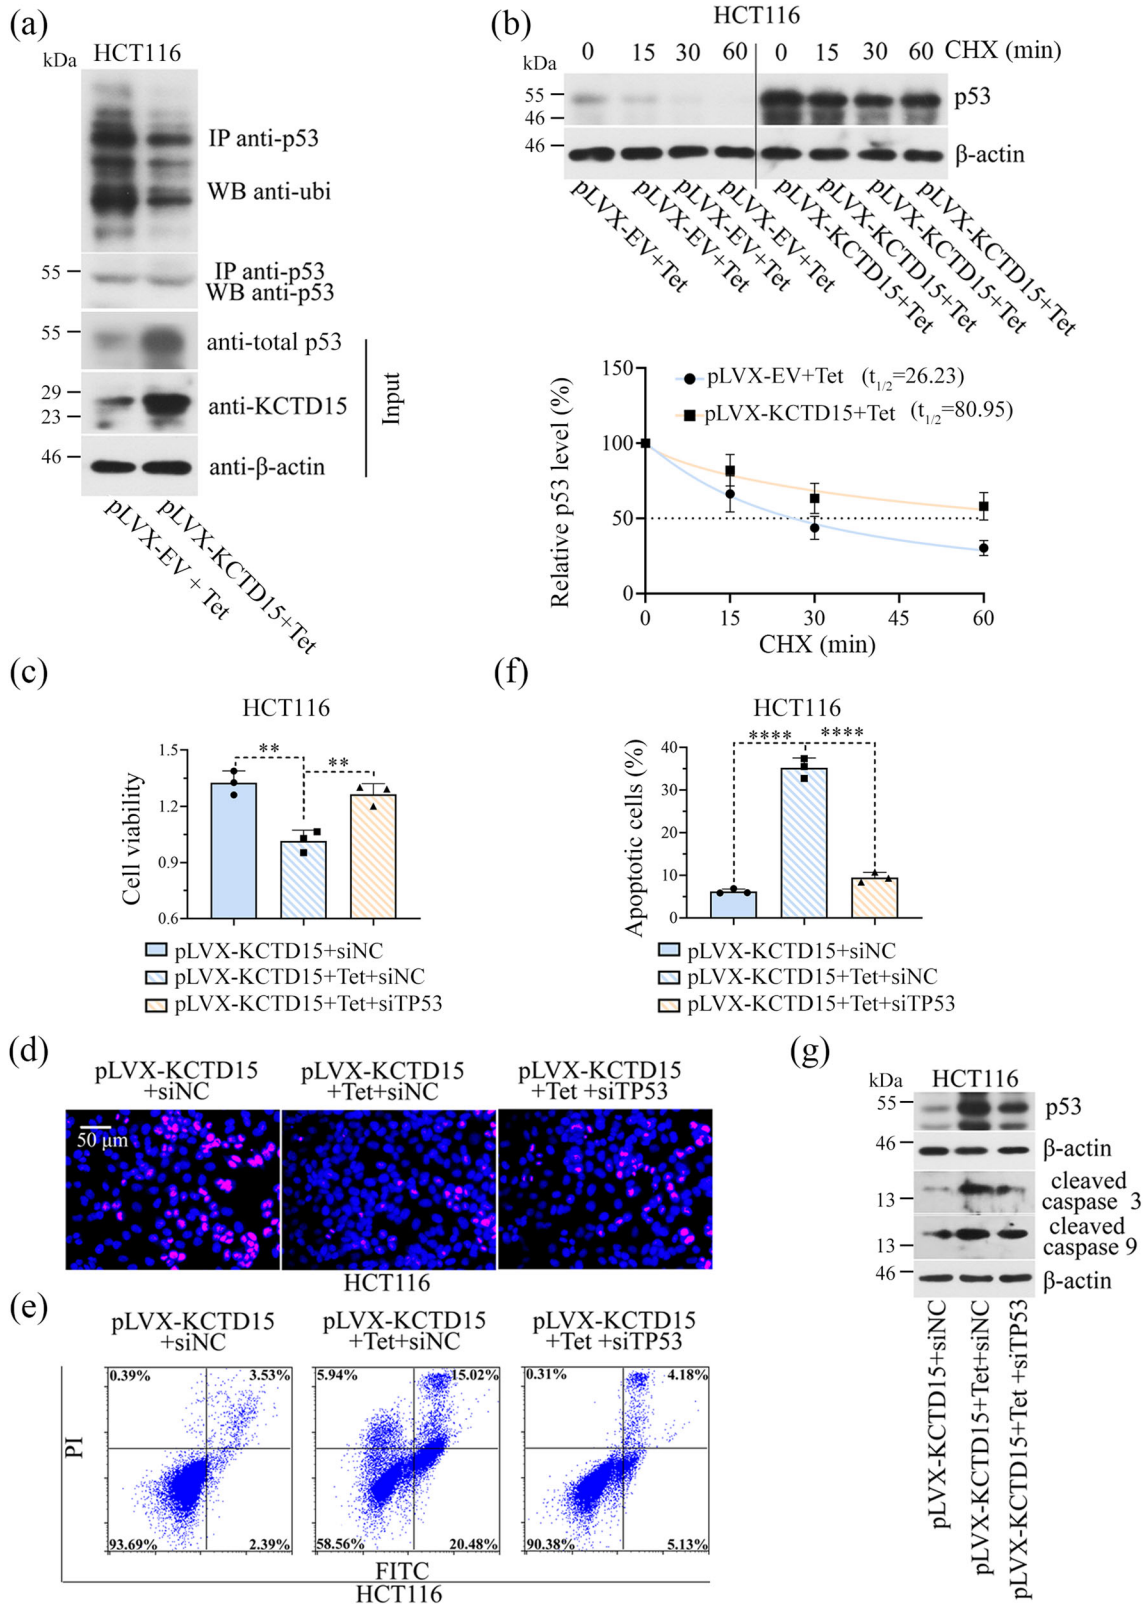 (a)
HCT116
kDa
IP anti-p53
WB anti-ubi
55
IP anti-p53
WB anti-p53
55
anti-total p53
29
23
anti-KCTD15
46
anti-β-actin
Input
pLVX-EV + Tet
pLVX-KCTD15+Tet
(b)
HCT116
0 15 30 60 0 15 30 60 CHX (min)
kDa
55
46
p53
46
β-actin
pLVX-EV+Tet
pLVX-EV+Tet
pLVX-EV+Tet
pLVX-EV+Tet
pLVX-KCTD15+Tet
pLVX-KCTD15+Tet
pLVX-KCTD15+Tet
pLVX-KCTD15+Tet
Relative p53 level (%)
150
100
50
0
pLVX-EV+Tet (t1/2=26.23)
pLVX-KCTD15+Tet (t1/2=80.95)
0 15 30 45 60
CHX (min)
(c)
HCT116
Cell viability
1.5
1.2
0.9
0.6
** **
pLVX-KCTD15+siNC
pLVX-KCTD15+Tet+siNC
pLVX-KCTD15+Tet+siTP53
(f)
HCT116
Apoptotic cells (%)
40
30
20
10
0
**** ****
pLVX-KCTD15+siNC
pLVX-KCTD15+Tet+siNC
pLVX-KCTD15+Tet+siTP53
(d)
pLVX-KCTD15
+siNC
pLVX-KCTD15
+Tet+siNC
pLVX-KCTD15
+Tet +siTP53
50 μm
HCT116
(e)
pLVX-KCTD15
+siNC
pLVX-KCTD15
+Tet+siNC
pLVX-KCTD15
+Tet +siTP53
PI
0.39% 3.53%
93.69% 2.39%
5.94% 15.02%
58.56% 20.48%
0.31% 4.18%
90.38% 5.13%
FITC
HCT116
(g)
kDa
HCT116
55
p53
46
β-actin
13
cleaved
caspase 3
13
cleaved
caspase 9
46
β-actin
pLVX-KCTD15+siNC
pLVX-KCTD15+Tet+siNC
pLVX-KCTD15+Tet +siTP53